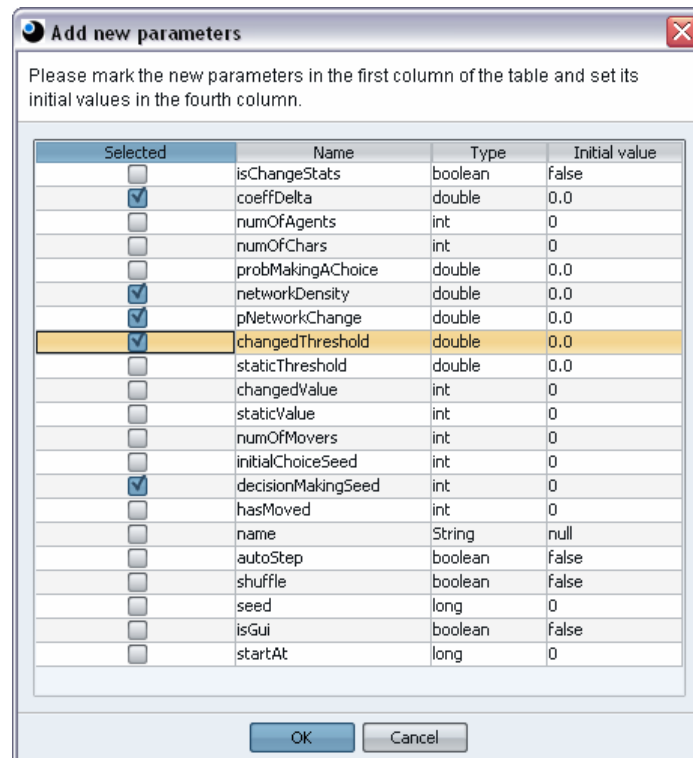 Add new parameters
Please mark the new parameters in the first column of the table and set its
initial values in the fourth column.
Selected Name Type Initial value
isChangeStats boolean false
coeffDelta double 0.0
numOfAgents int 0
numOfChars int 0
probMakingAChoice double 0.0
networkDensity double 0.0
pNetworkChange double 0.0
changedThreshold double 0.0
staticThreshold double 0.0
changedValue int 0
staticValue int 0
numOfMovers int 0
initialChoiceSeed int 0
decisionMakingSeed int 0
hasMoved int 0
name String null
autoStep boolean false
shuffle boolean false
seed long 0
isGui boolean false
startAt long 0
OK Cancel